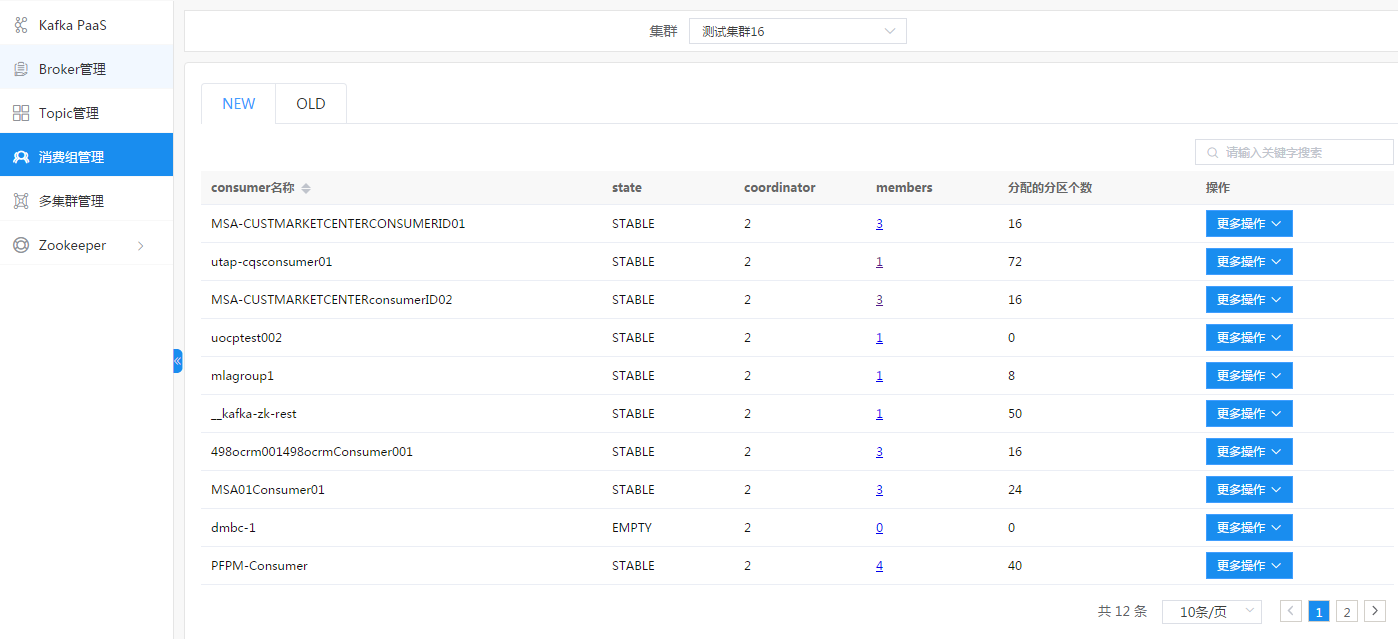 Kafka PaaS
Broker管理
Topic管理
消费组管理
多集群管理
Zookeeper
集群 测试集群16
NEW OLD
请输入关键字搜索
consumer名称 state coordinator members 分配的分区个数 操作
MSA-CUSTMARKETCENTERCONSUMERID01 STABLE 2 3 16 更多操作
utap-cqsconsumer01 STABLE 2 1 72 更多操作
MSA-CUSTMARKETCENTERconsumerID02 STABLE 2 3 16 更多操作
uocptest002 STABLE 2 1 0 更多操作
mlagroup1 STABLE 2 1 8 更多操作
__kafka-zk-rest STABLE 2 1 50 更多操作
498ocrm001498ocrmConsumer001 STABLE 2 3 16 更多操作
MSA01Consumer01 STABLE 2 3 24 更多操作
dmbc-1 EMPTY 2 0 0 更多操作
PFPM-Consumer STABLE 2 4 40 更多操作
共 12 条 10条/页 1 2